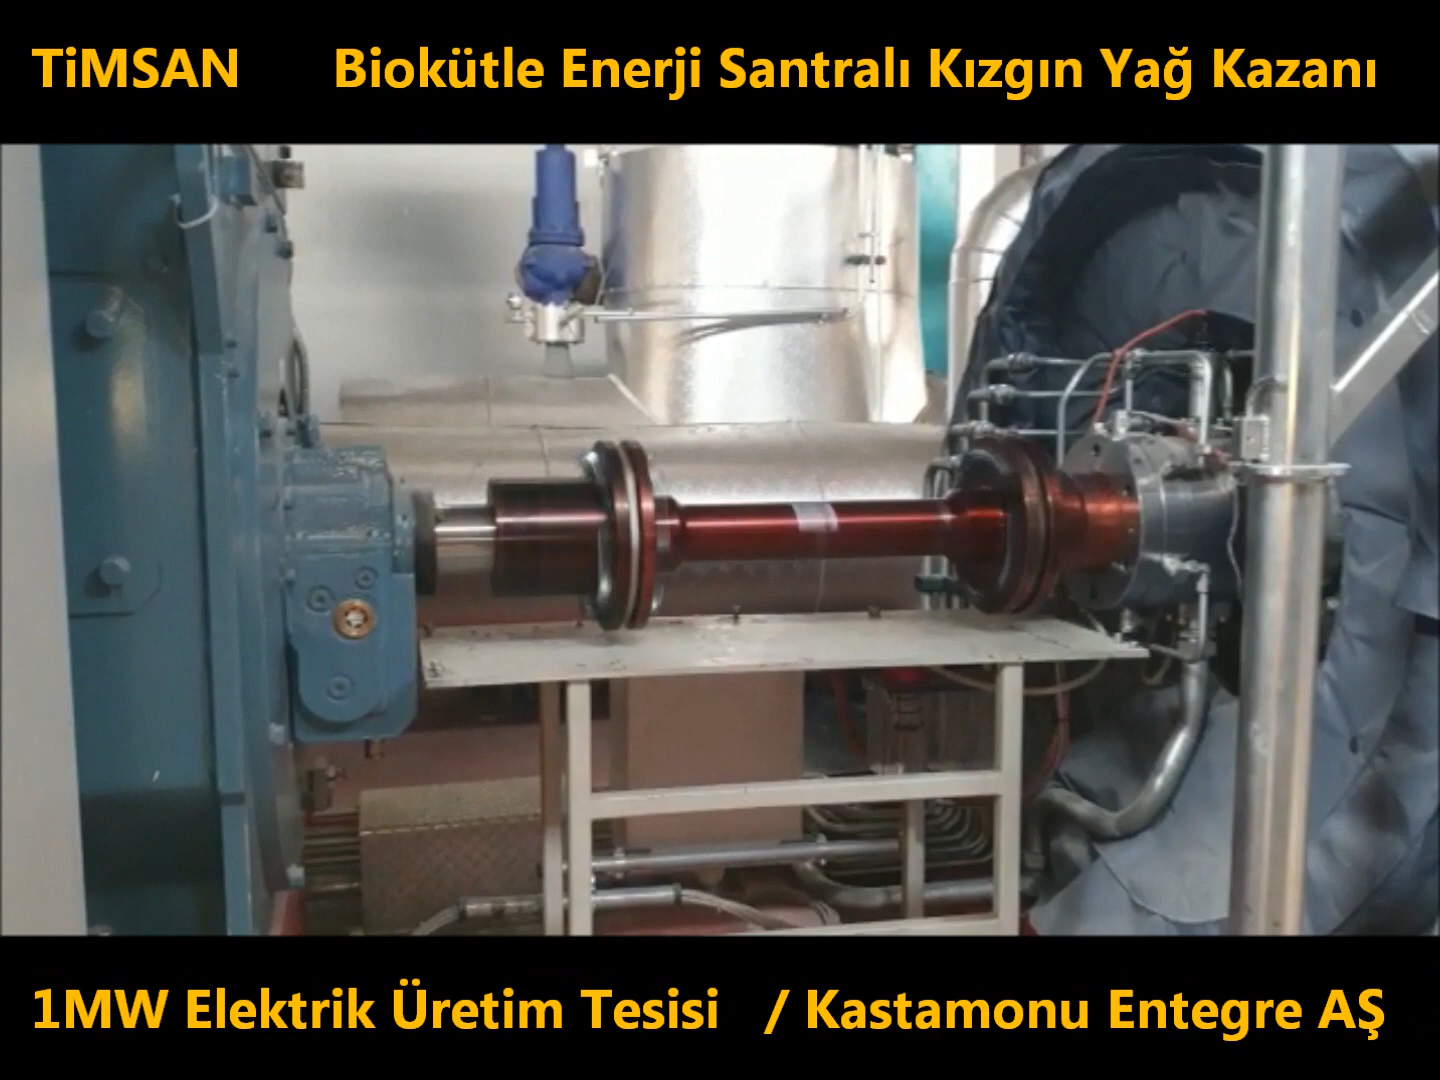 TiMSAN Biokütle Enerji Santralı Kızgın Yağ Kazanı
1MW Elektrik Üretim Tesisi / Kastamonu Entegre AŞ